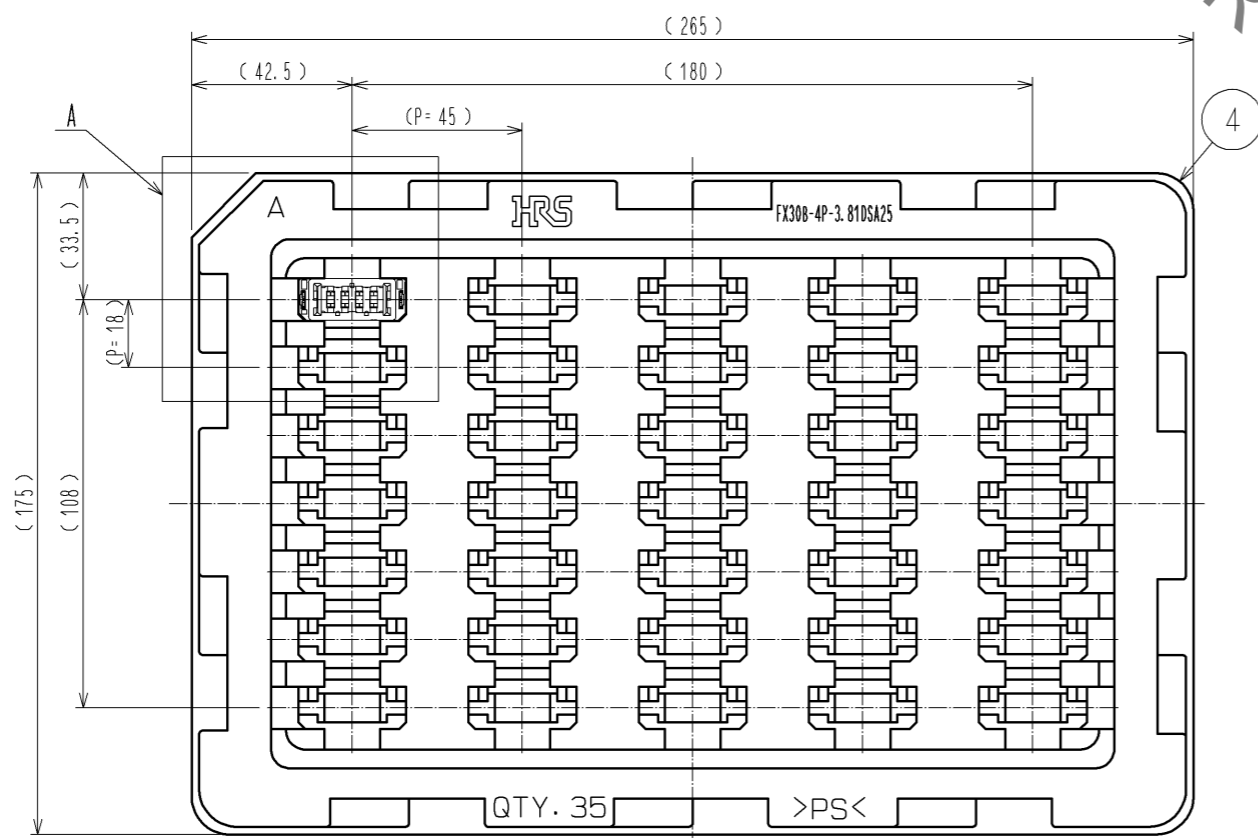 ( 265 )
( 42.5 )
( 180 )
(P= 45 )
A
4
A
HRS
FX30B-4P-3.81DSA25
( 33.5 )
(P= 18)
( 175 )
( 108 )
QTY. 35
>PS<